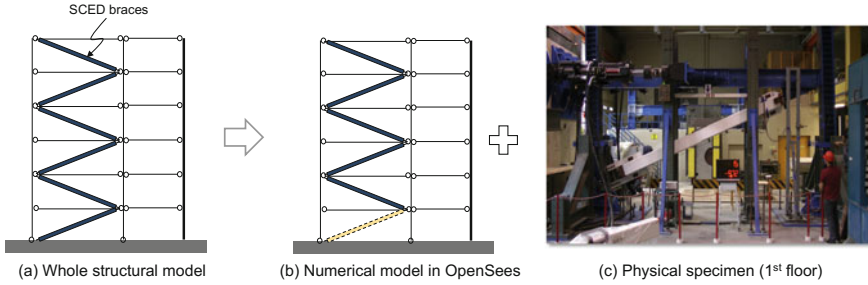 SCED braces
(a) Whole structural model
(b) Numerical model in OpenSees
(c) Physical specimen (1st floor)